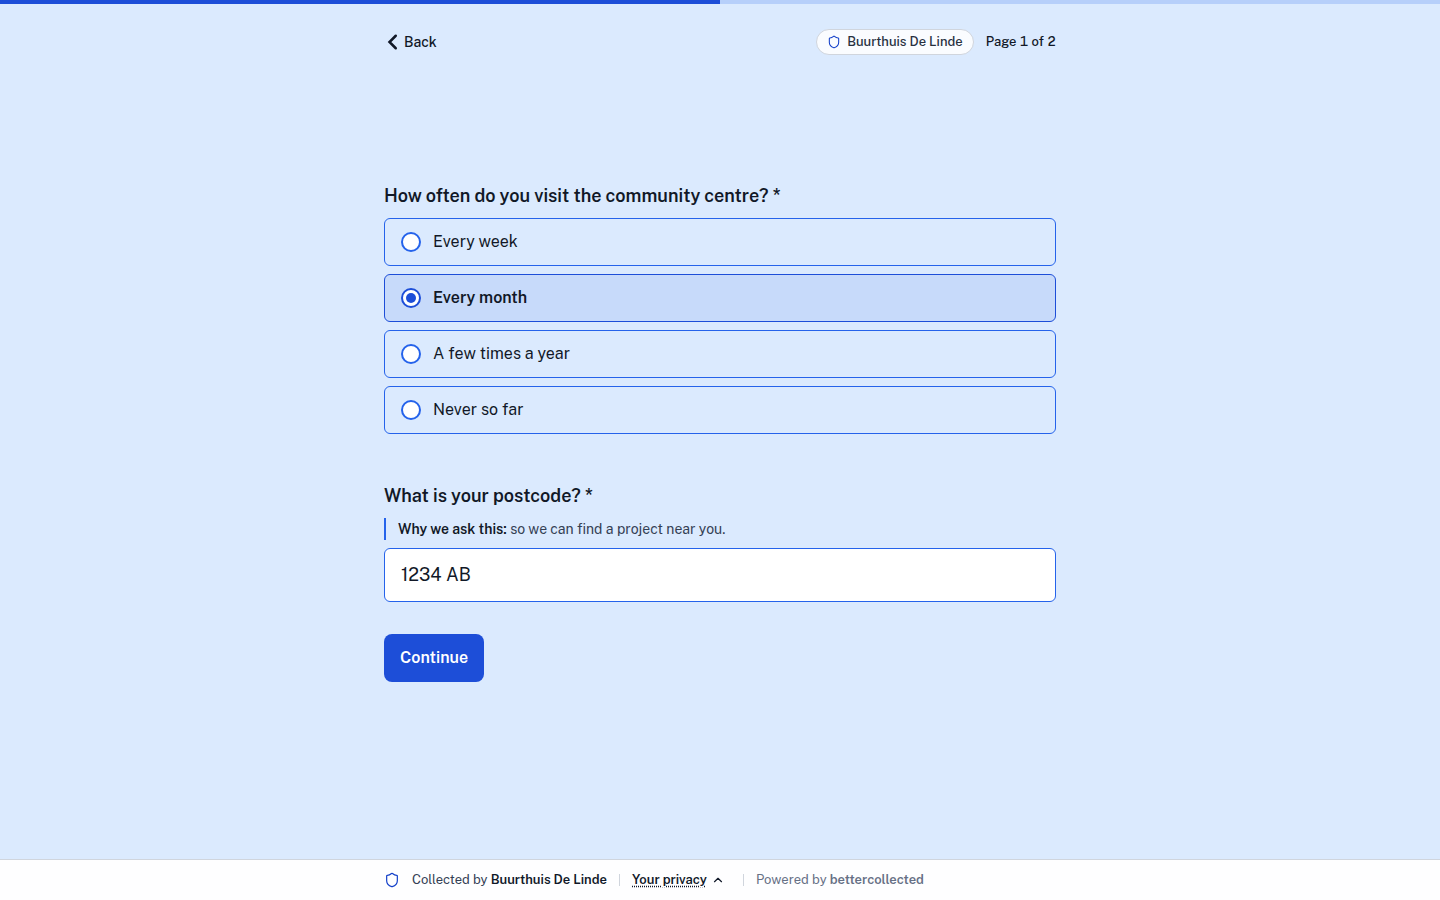 Back
Buurthuis De Linde
Page 1 of 2
How often do you visit the community centre? *
Every week
Every month
A few times a year
Never so far
What is your postcode? *
Why we ask this: so we can find a project near you.
1234 AB
Continue
Collected by Buurthuis De Linde
Your privacy
Powered by bettercollected